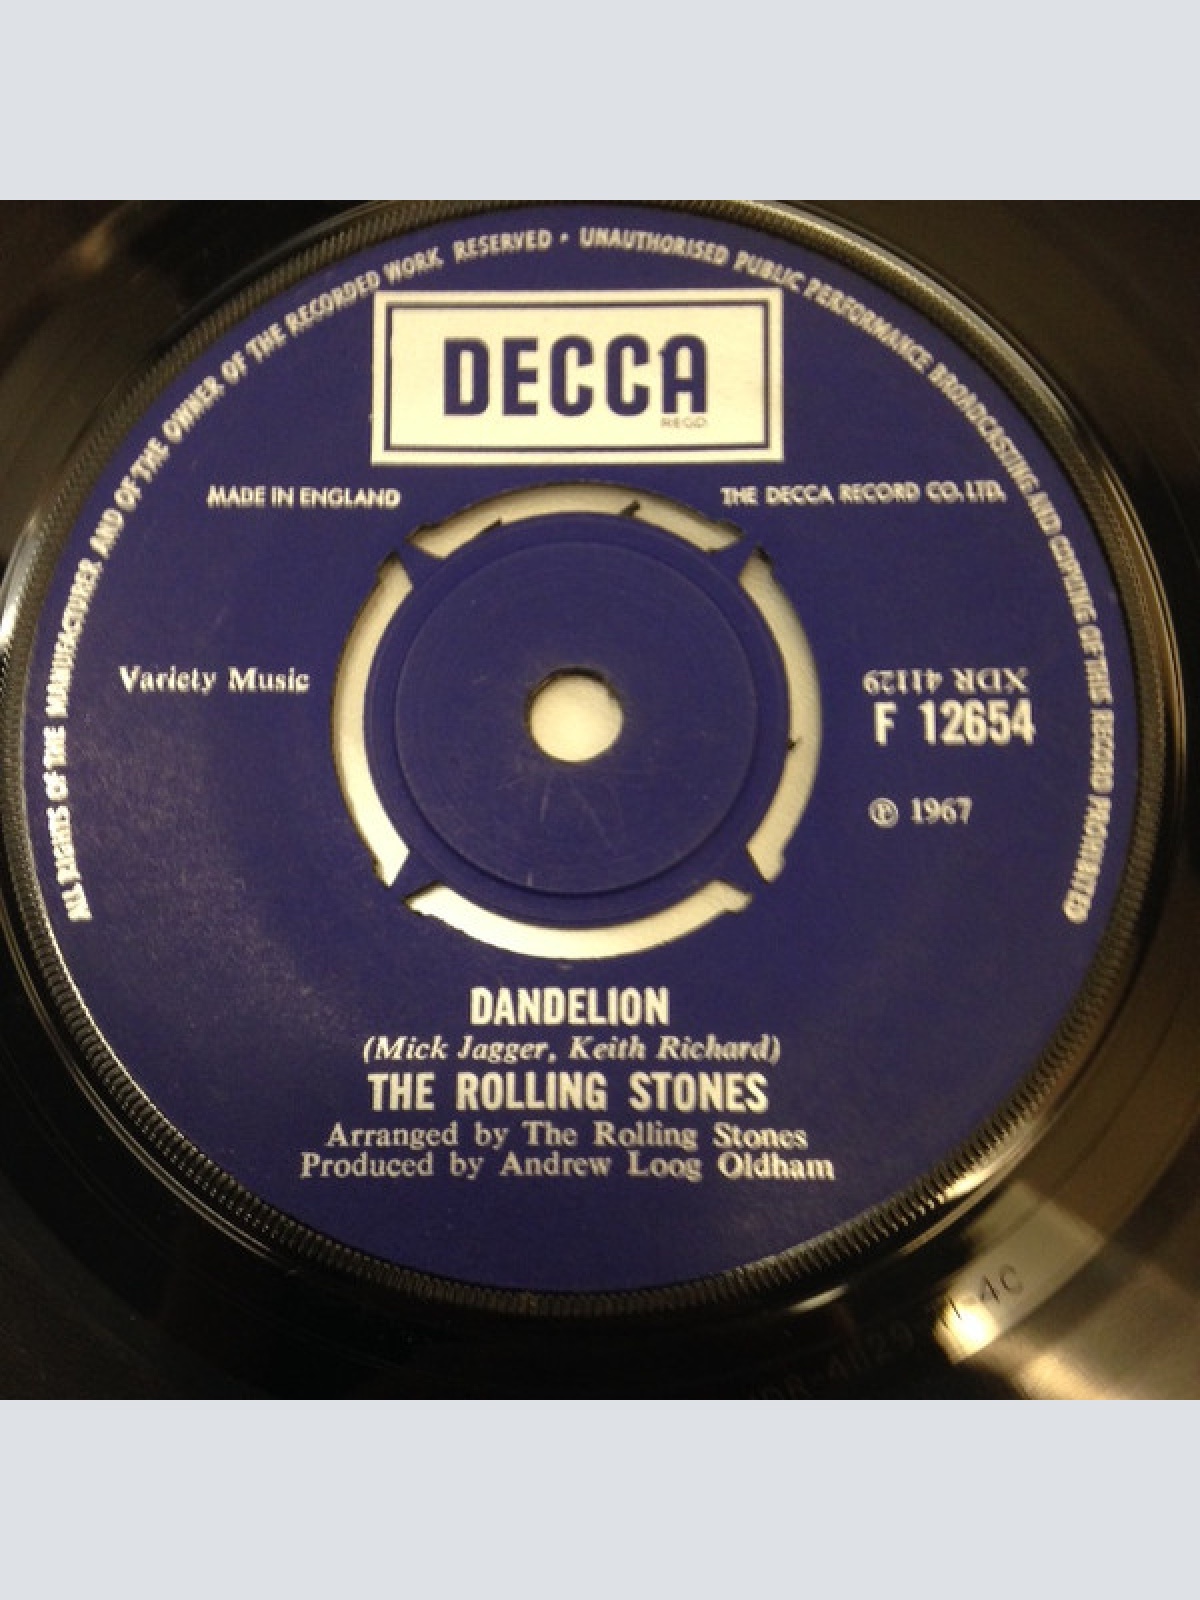 ALL RIGHTS OF THE MANUFACTURER AND OF THE OWNER OF THE RECORDED WORK RESERVED • UNAUTHORISED PUBLIC PERFORMANCE BROADCASTING AND COPYING OF THIS RECORD PROHIBITED
DECCA
REGD.
MADE IN ENGLAND
THE DECCA RECORD CO. LTD.
Variety Music
XDR 41129
F 12654
℗ 1967
DANDELION
(Mick Jagger, Keith Richard)
THE ROLLING STONES
Arranged by The Rolling Stones
Produced by Andrew Loog Oldham